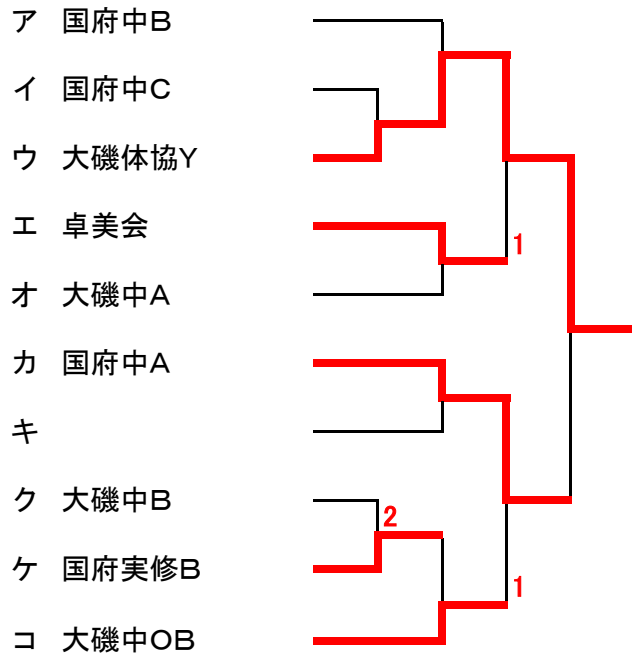 ア 国府中B
イ 国府中C
ウ 大磯体協Y
エ 卓美会
1
オ 大磯中A
カ 国府中A
キ
ク 大磯中B
2
ケ 国府実修B
1
コ 大磯中OB